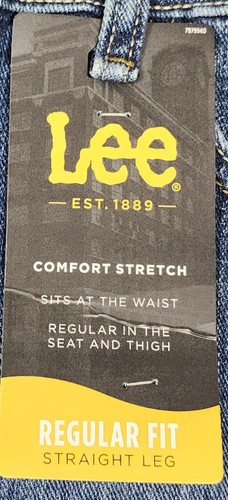 Lee®
EST. 1889
COMFORT STRETCH
SITS AT THE WAIST
REGULAR IN THE
SEAT AND THIGH
REGULAR FIT
STRAIGHT LEG